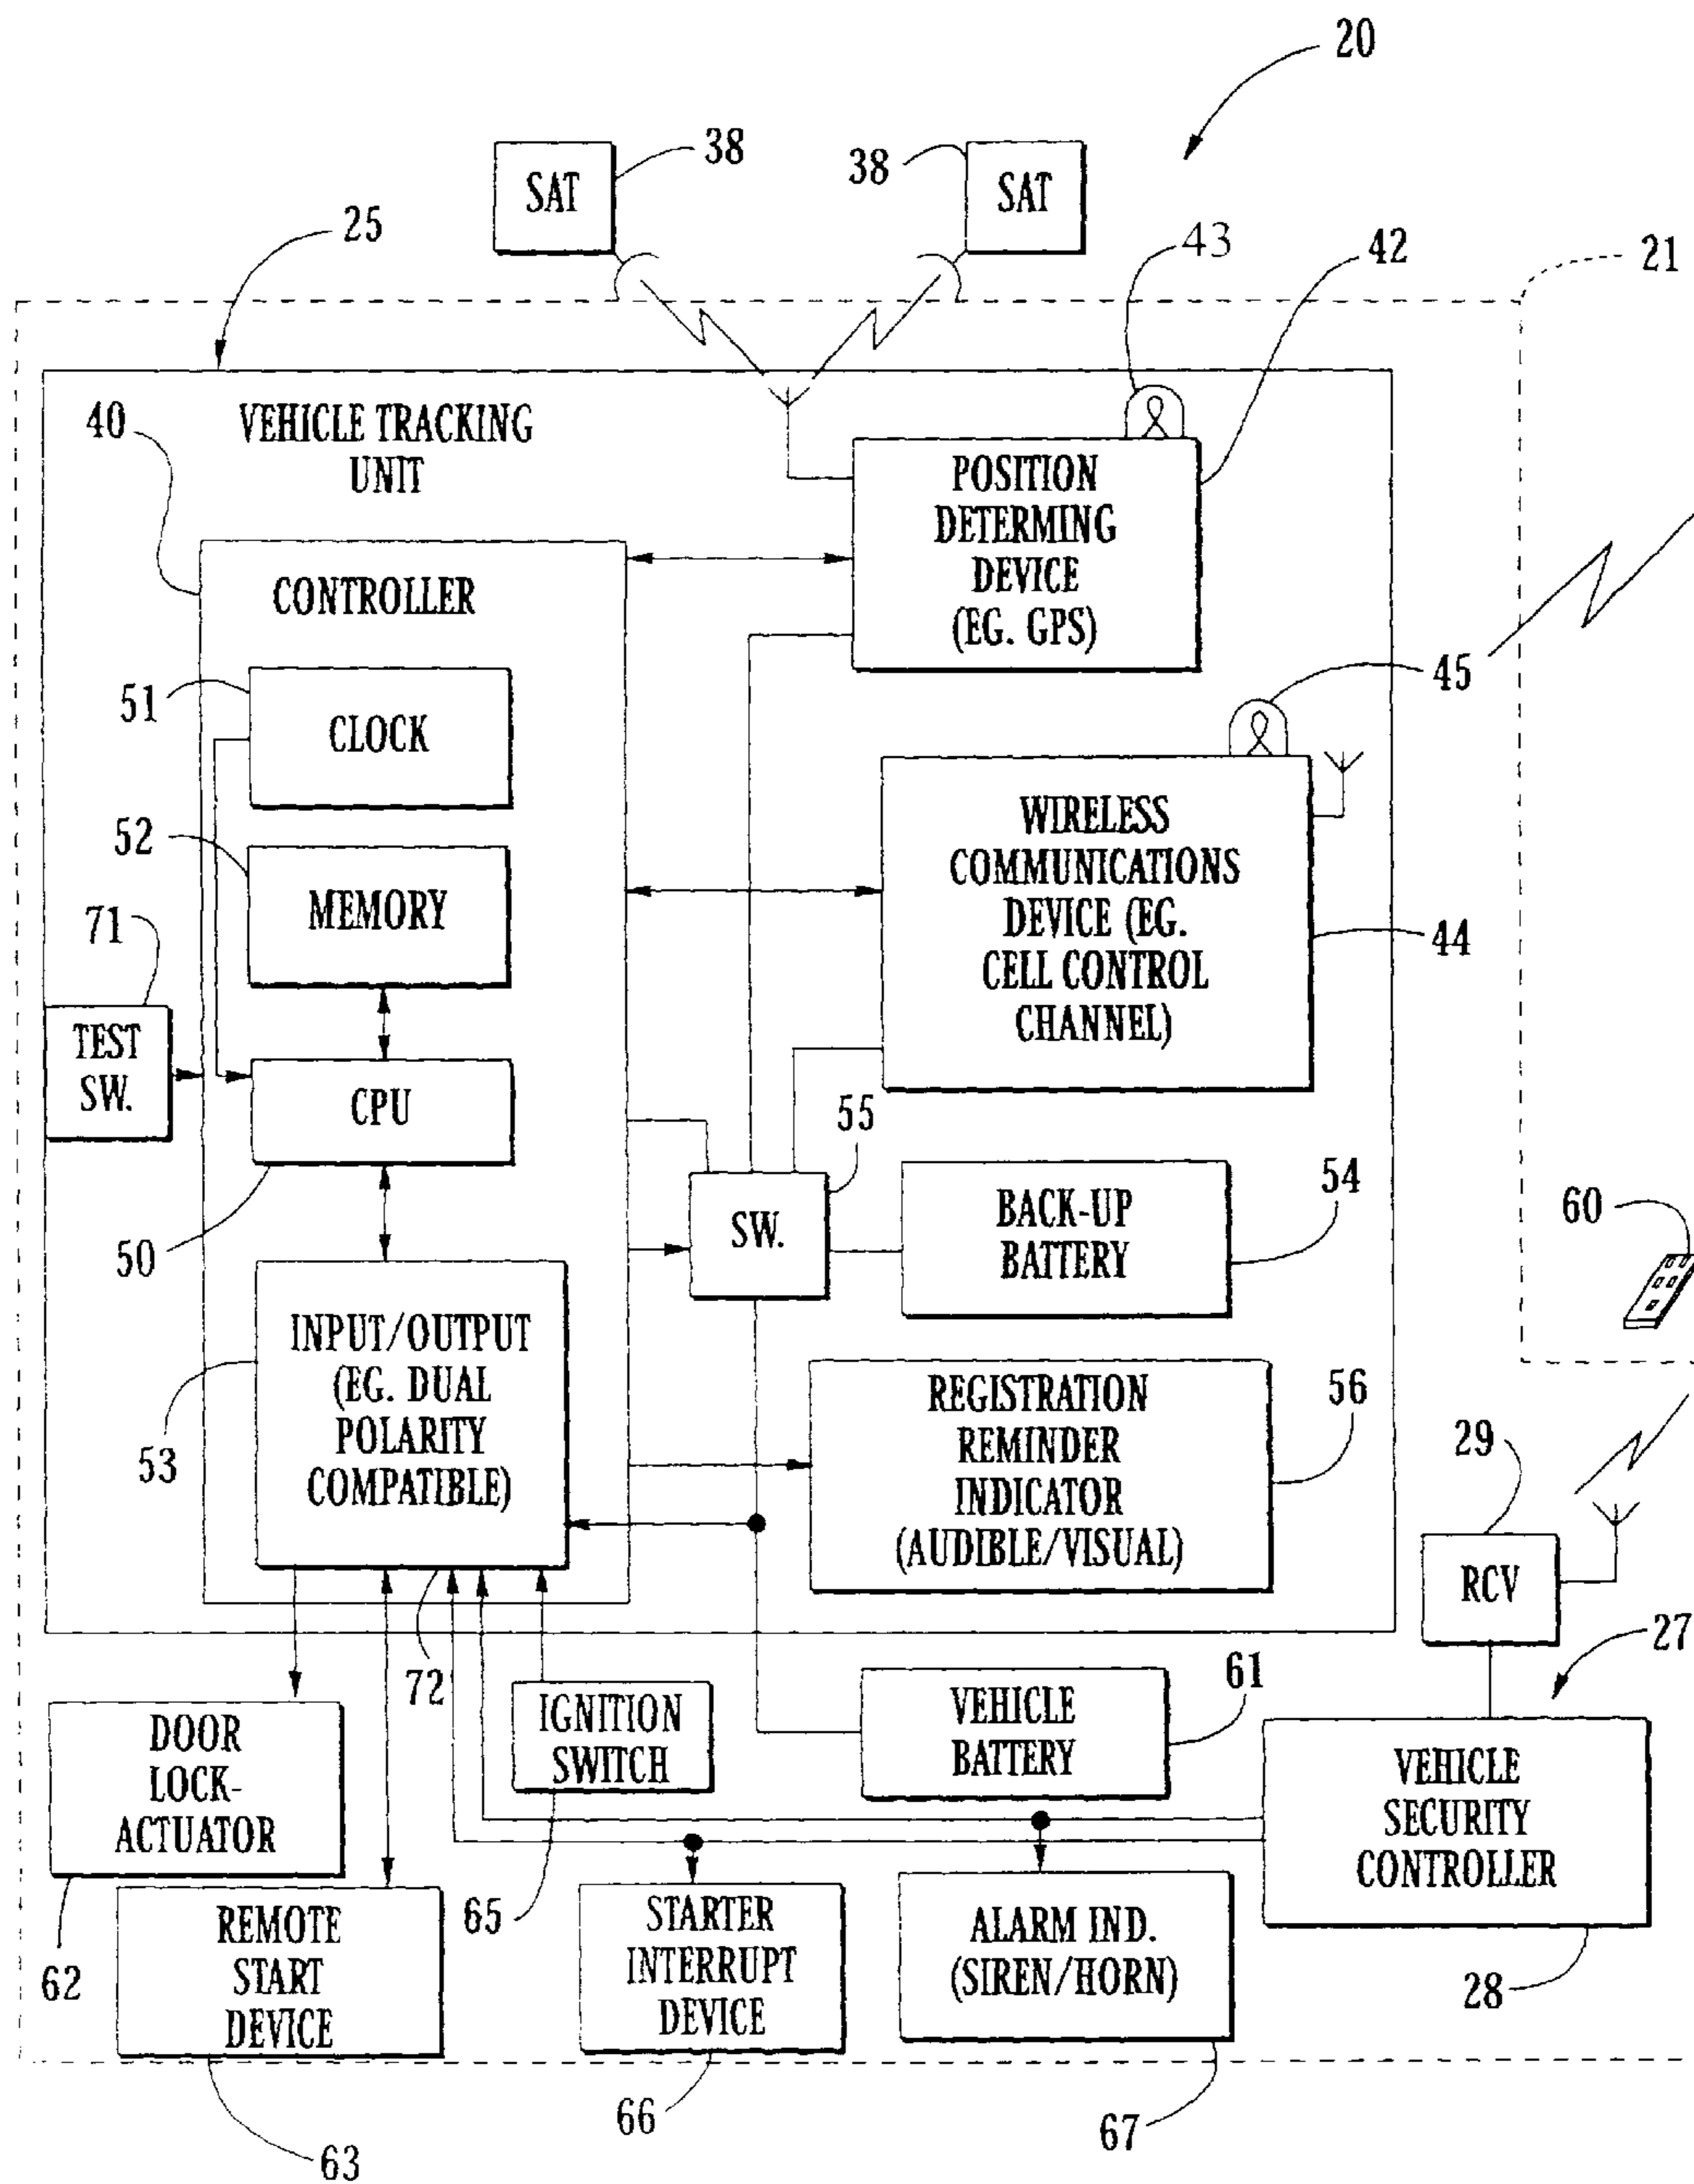 20
38
38
SAT
SAT
25
43
42
21
40
VEHICLE TRACKING
UNIT
POSITION
DETERMING
DEVICE
(EG. GPS)
CONTROLLER
45
51
CLOCK
52
MEMORY
WIRELESS
COMMUNICATIONS
DEVICE (EG.
CELL CONTROL
CHANNEL)
44
71
TEST
SW.
CPU
50
55
SW.
BACK-UP
BATTERY
54
60
INPUT/OUTPUT
(EG. DUAL
POLARITY
COMPATIBLE)
53
REGISTRATION
REMINDER
INDICATOR
(AUDIBLE/VISUAL)
56
29
RCV
27
72
DOOR
LOCK-
ACTUATOR
62
IGNITION
SWITCH
65
VEHICLE
BATTERY
61
VEHICLE
SECURITY
CONTROLLER
28
REMOTE
START
DEVICE
63
STARTER
INTERRUPT
DEVICE
66
ALARM IND.
(SIREN/HORN)
67